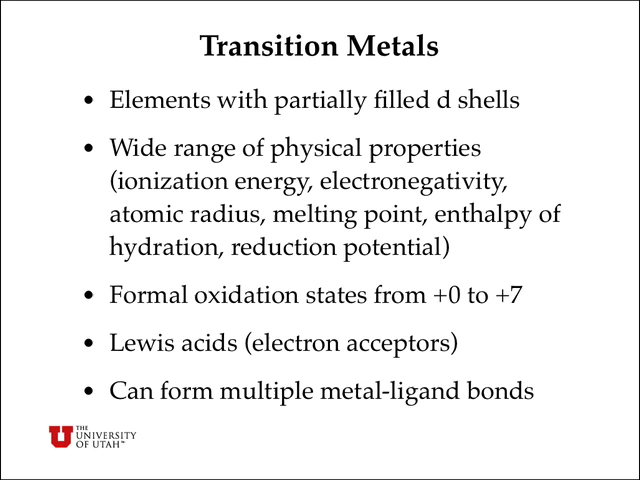 Transition Metals
• Elements with partially filled d shells
• Wide range of physical properties
(ionization energy, electronegativity,
atomic radius, melting point, enthalpy of
hydration, reduction potential)
• Formal oxidation states from +0 to +7
• Lewis acids (electron acceptors)
• Can form multiple metal-ligand bonds
U THE
UNIVERSITY
OF UTAH™